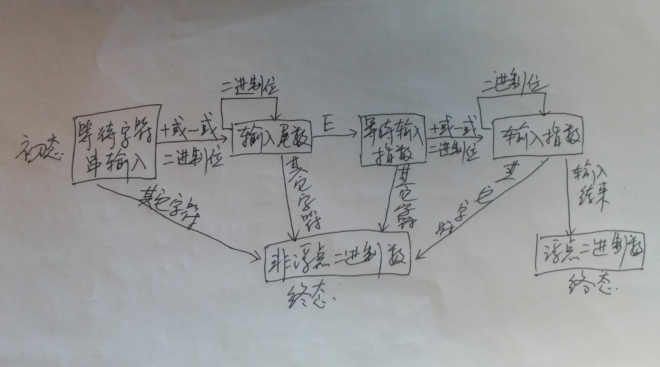 二进制位
二进制位
初态
等待字符
串输入
+或-或
二进制位
输入尾数
E
等待输入
指数
+或-或
二进制位
输入指数
其它字符
其它字符
其它字符
其它字符
输入
结束
非浮点二进制数
终态
浮点二进制数
终态